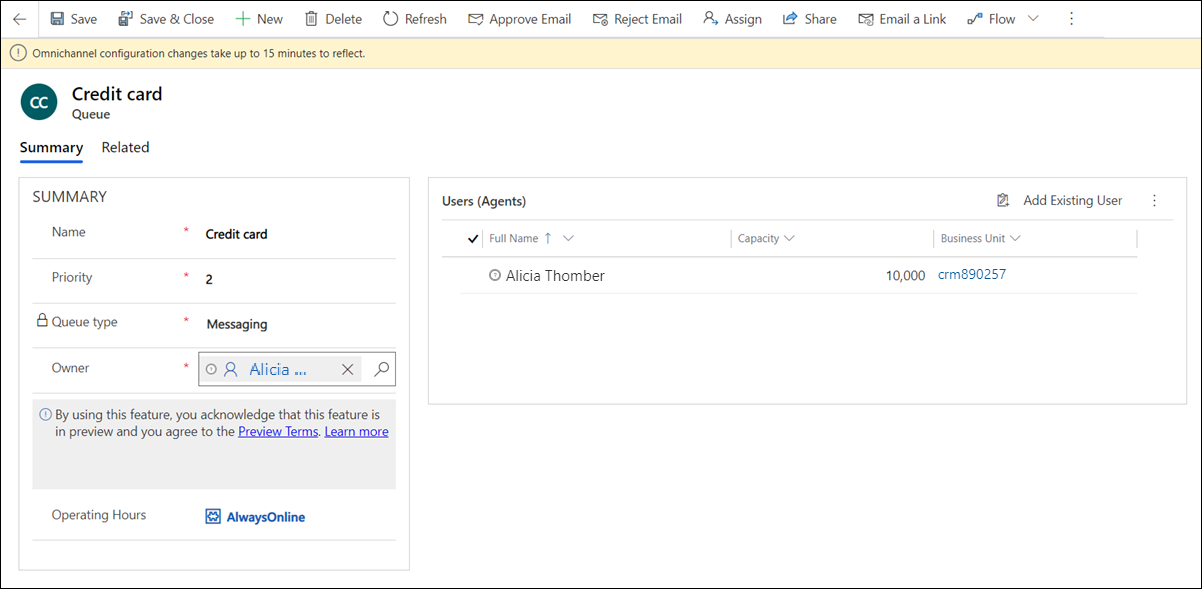 Save Save & Close New Delete Refresh Approve Email Reject Email Assign Share Email a Link Flow
Omnichannel configuration changes take up to 15 minutes to reflect.
CC
Credit card
Queue
Summary Related
SUMMARY
Name * Credit card
Priority * 2
Queue type * Messaging
Owner * Alicia ...
By using this feature, you acknowledge that this feature is
in preview and you agree to the Preview Terms. Learn more
Operating Hours AlwaysOnline
Users (Agents) Add Existing User
Full Name ↑ Capacity Business Unit
Alicia Thomber 10,000 crm890257